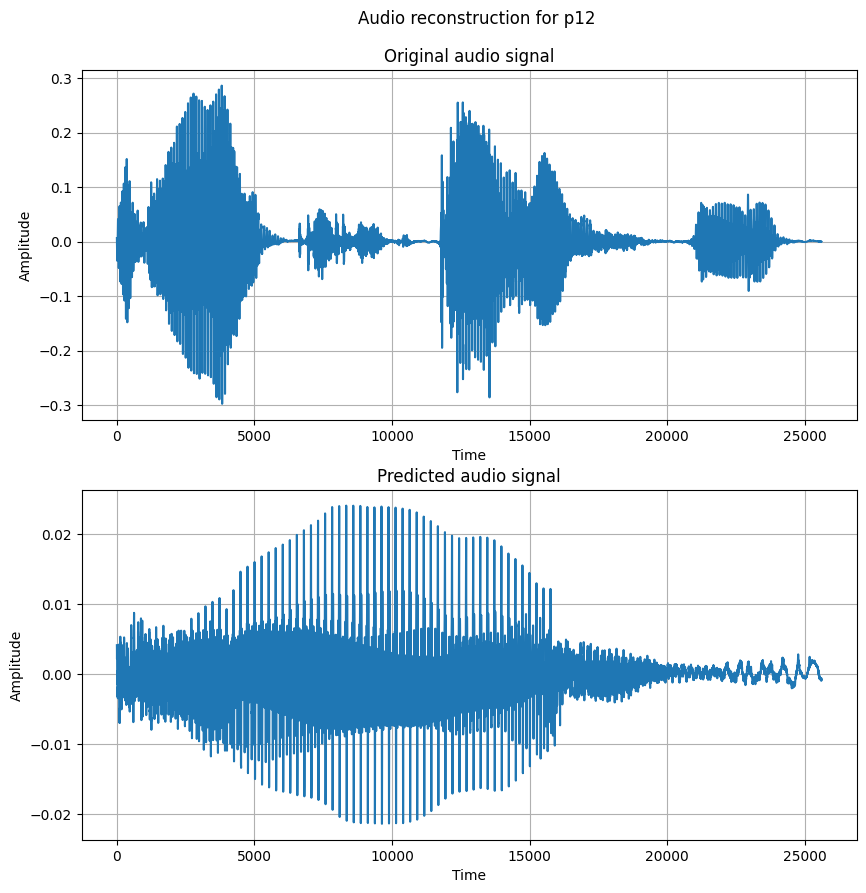 Audio reconstruction for p12
Original audio signal
0.3
0.2
0.1
0.0
−0.1
−0.2
−0.3
Amplitude
0 5000 10000 15000 20000 25000
Time
Predicted audio signal
0.02
0.01
0.00
−0.01
−0.02
Amplitude
0 5000 10000 15000 20000 25000
Time